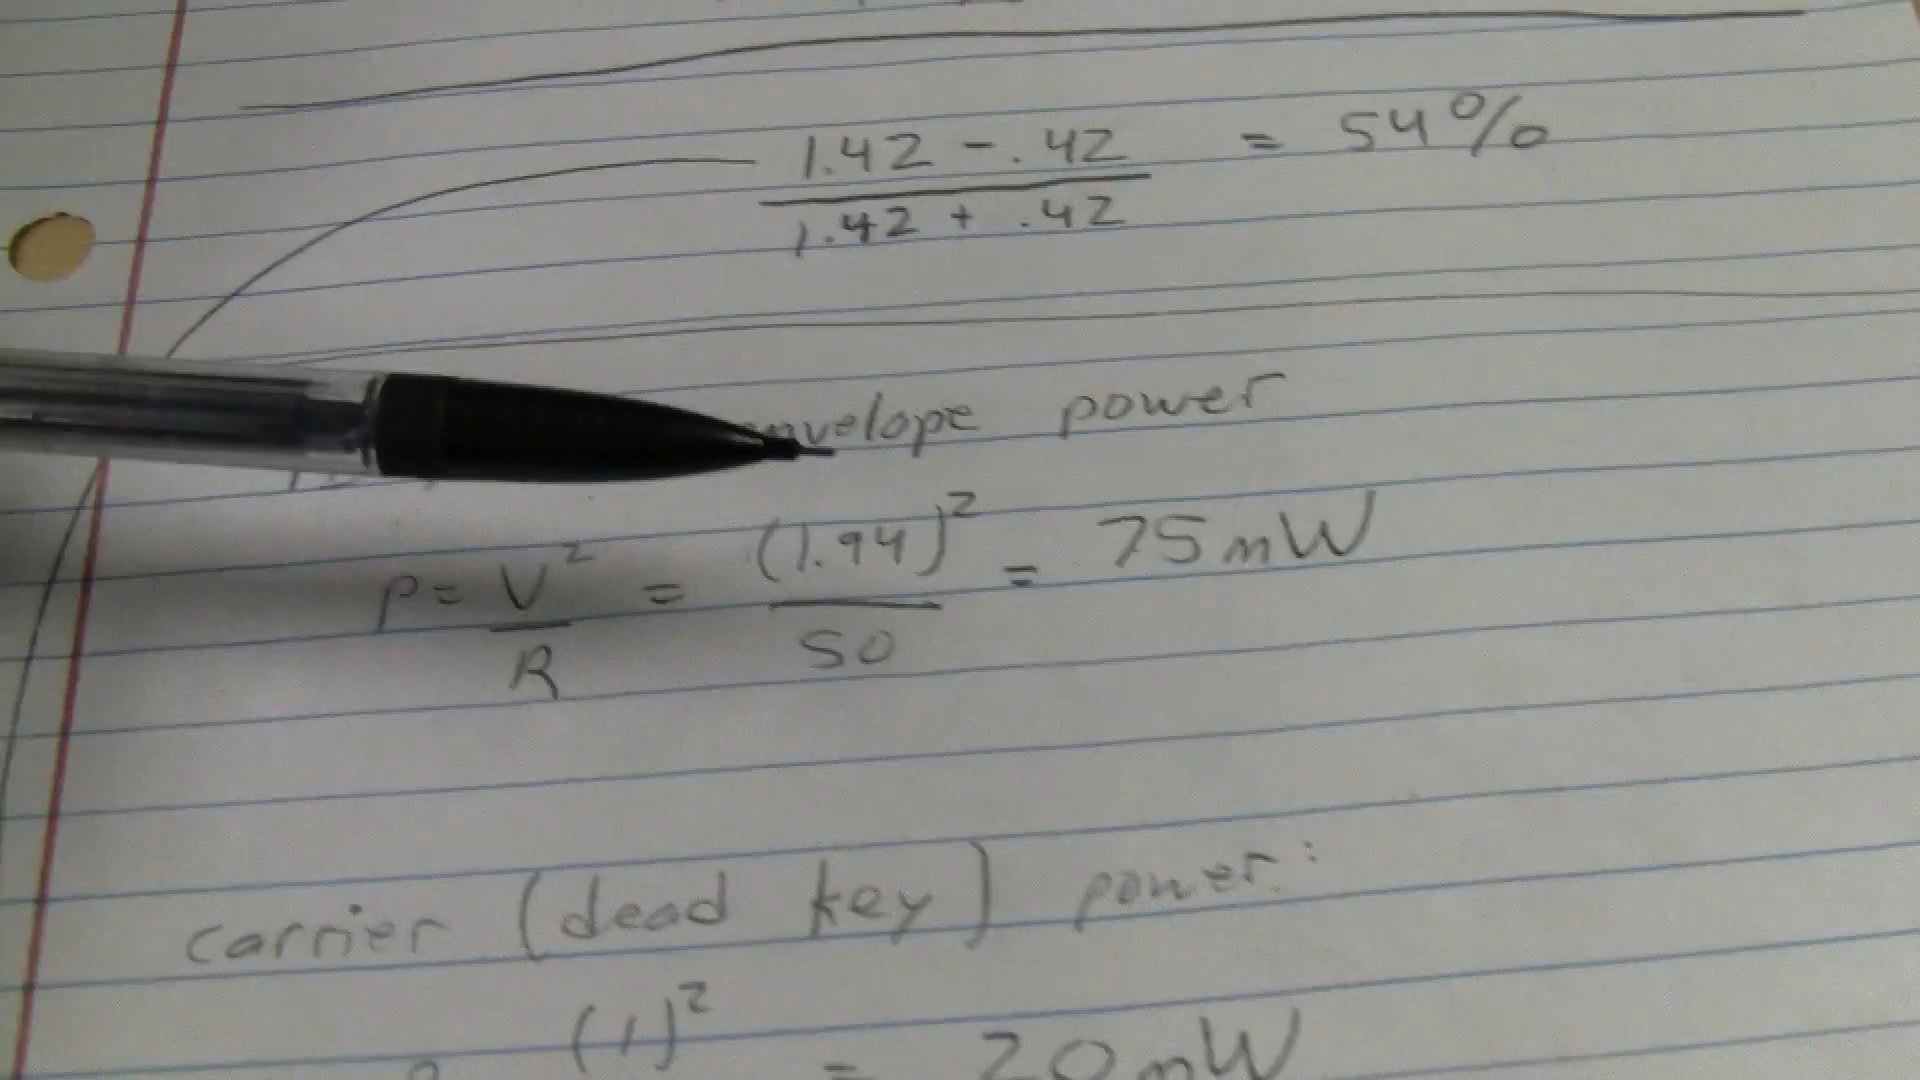 1.42 - .42 = 54%
1.42 + .42
envelope power
P = V² = (1.94)² = 75mW
R 50
carrier (dead key) power:
(1)² = 20mW